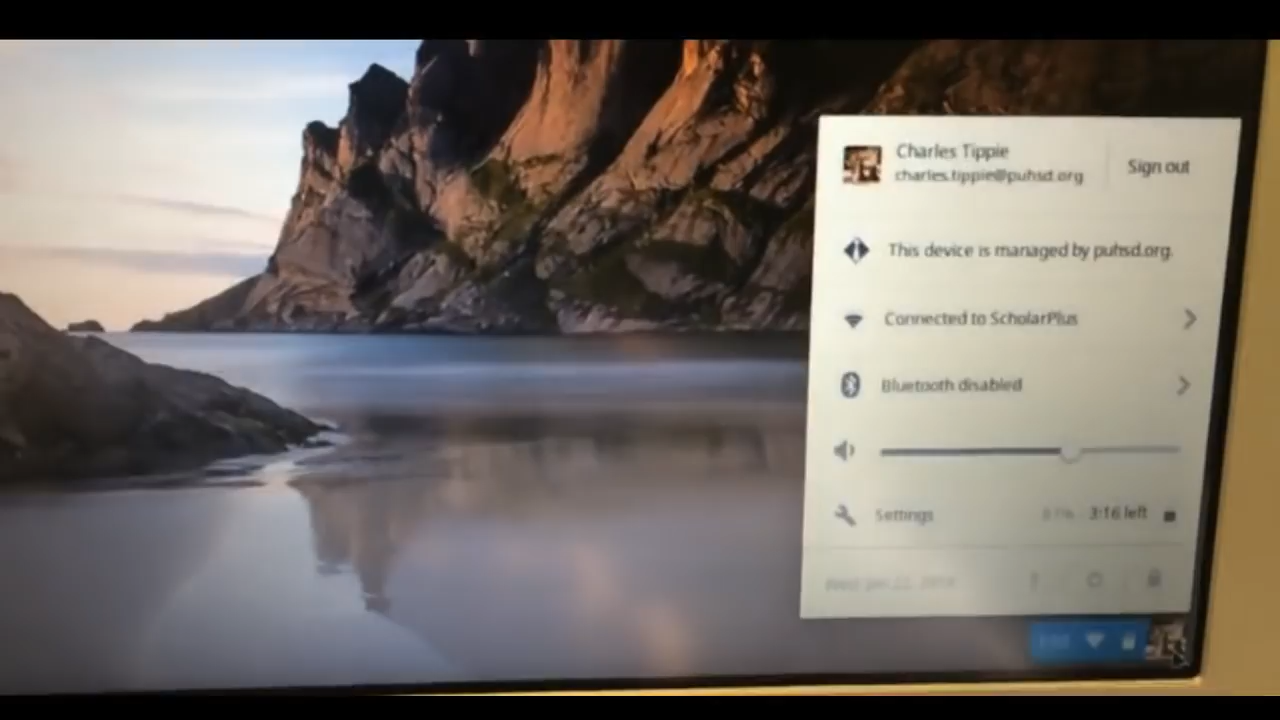 Charles Tippie
charles.tippie@puhsd.org
Sign out
This device is managed by puhsd.org.
Connected to ScholarPlus
Bluetooth disabled
Settings
3:16 left